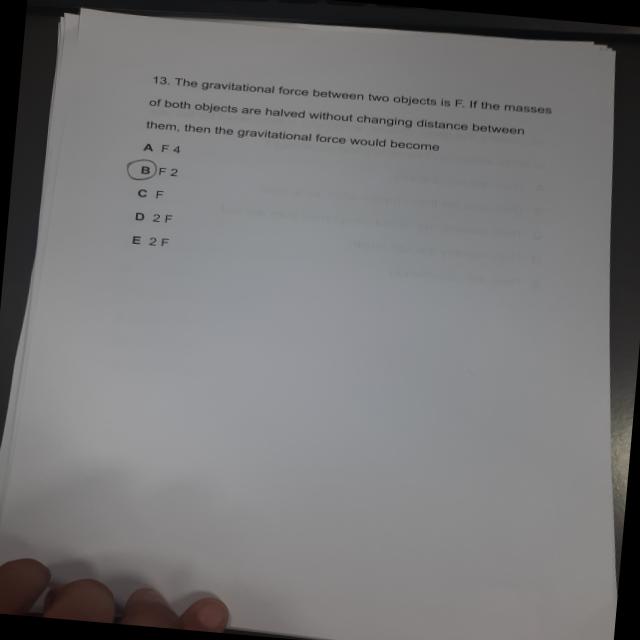 13. The gravitational force between two objects is F. If the masses
of both objects are halved without changing distance between
them, then the gravitational force would become
A F 4
B F 2
C F
D 2 F
E 2 F